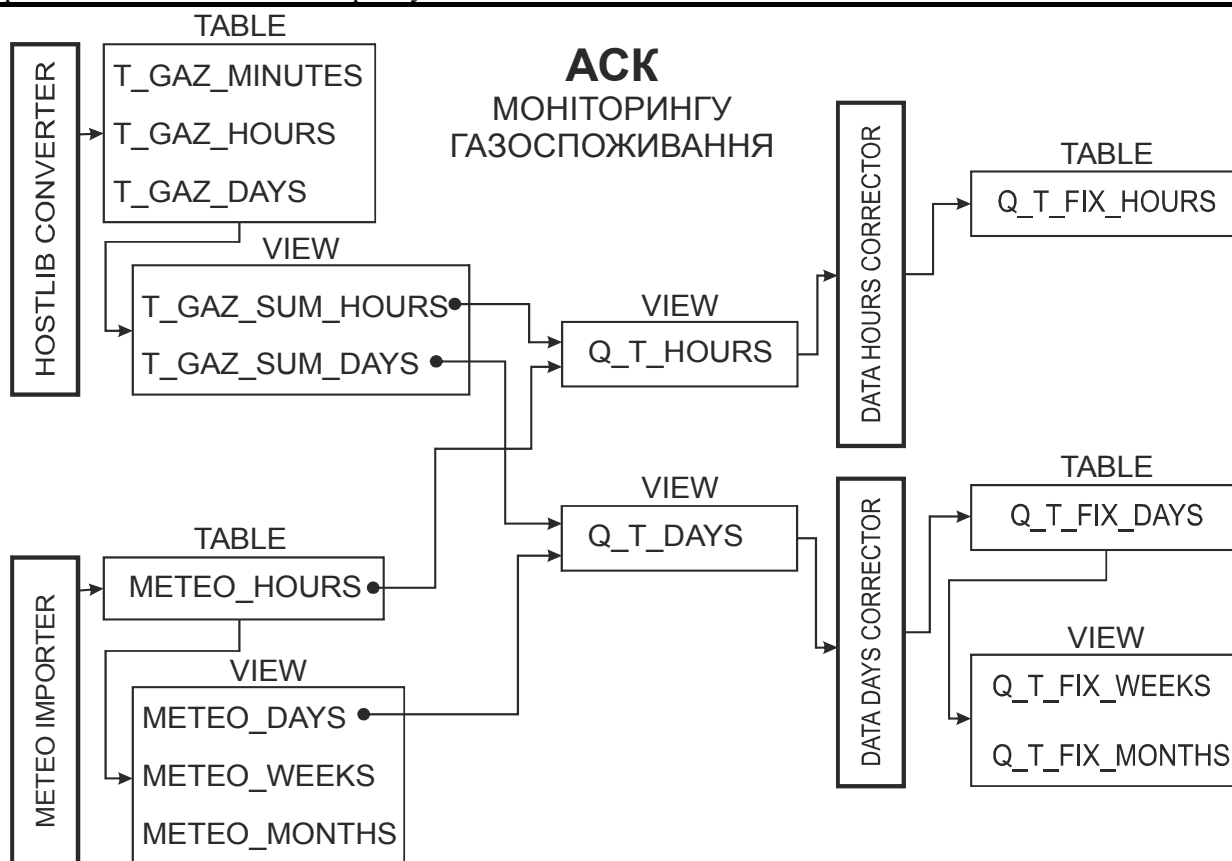 TABLE
HOSTLIB CONVERTER
T_GAZ_MINUTES
T_GAZ_HOURS
T_GAZ_DAYS
VIEW
T_GAZ_SUM_HOURS
T_GAZ_SUM_DAYS
АСК
МОНІТОРИНГУ
ГАЗОСПОЖИВАННЯ
VIEW
Q_T_HOURS
DATA HOURS CORRECTOR
TABLE
Q_T_FIX_HOURS
TABLE
METEO IMPORTER
METEO_HOURS
VIEW
METEO_DAYS
METEO_WEEKS
METEO_MONTHS
VIEW
Q_T_DAYS
DATA DAYS CORRECTOR
TABLE
Q_T_FIX_DAYS
VIEW
Q_T_FIX_WEEKS
Q_T_FIX_MONTHS